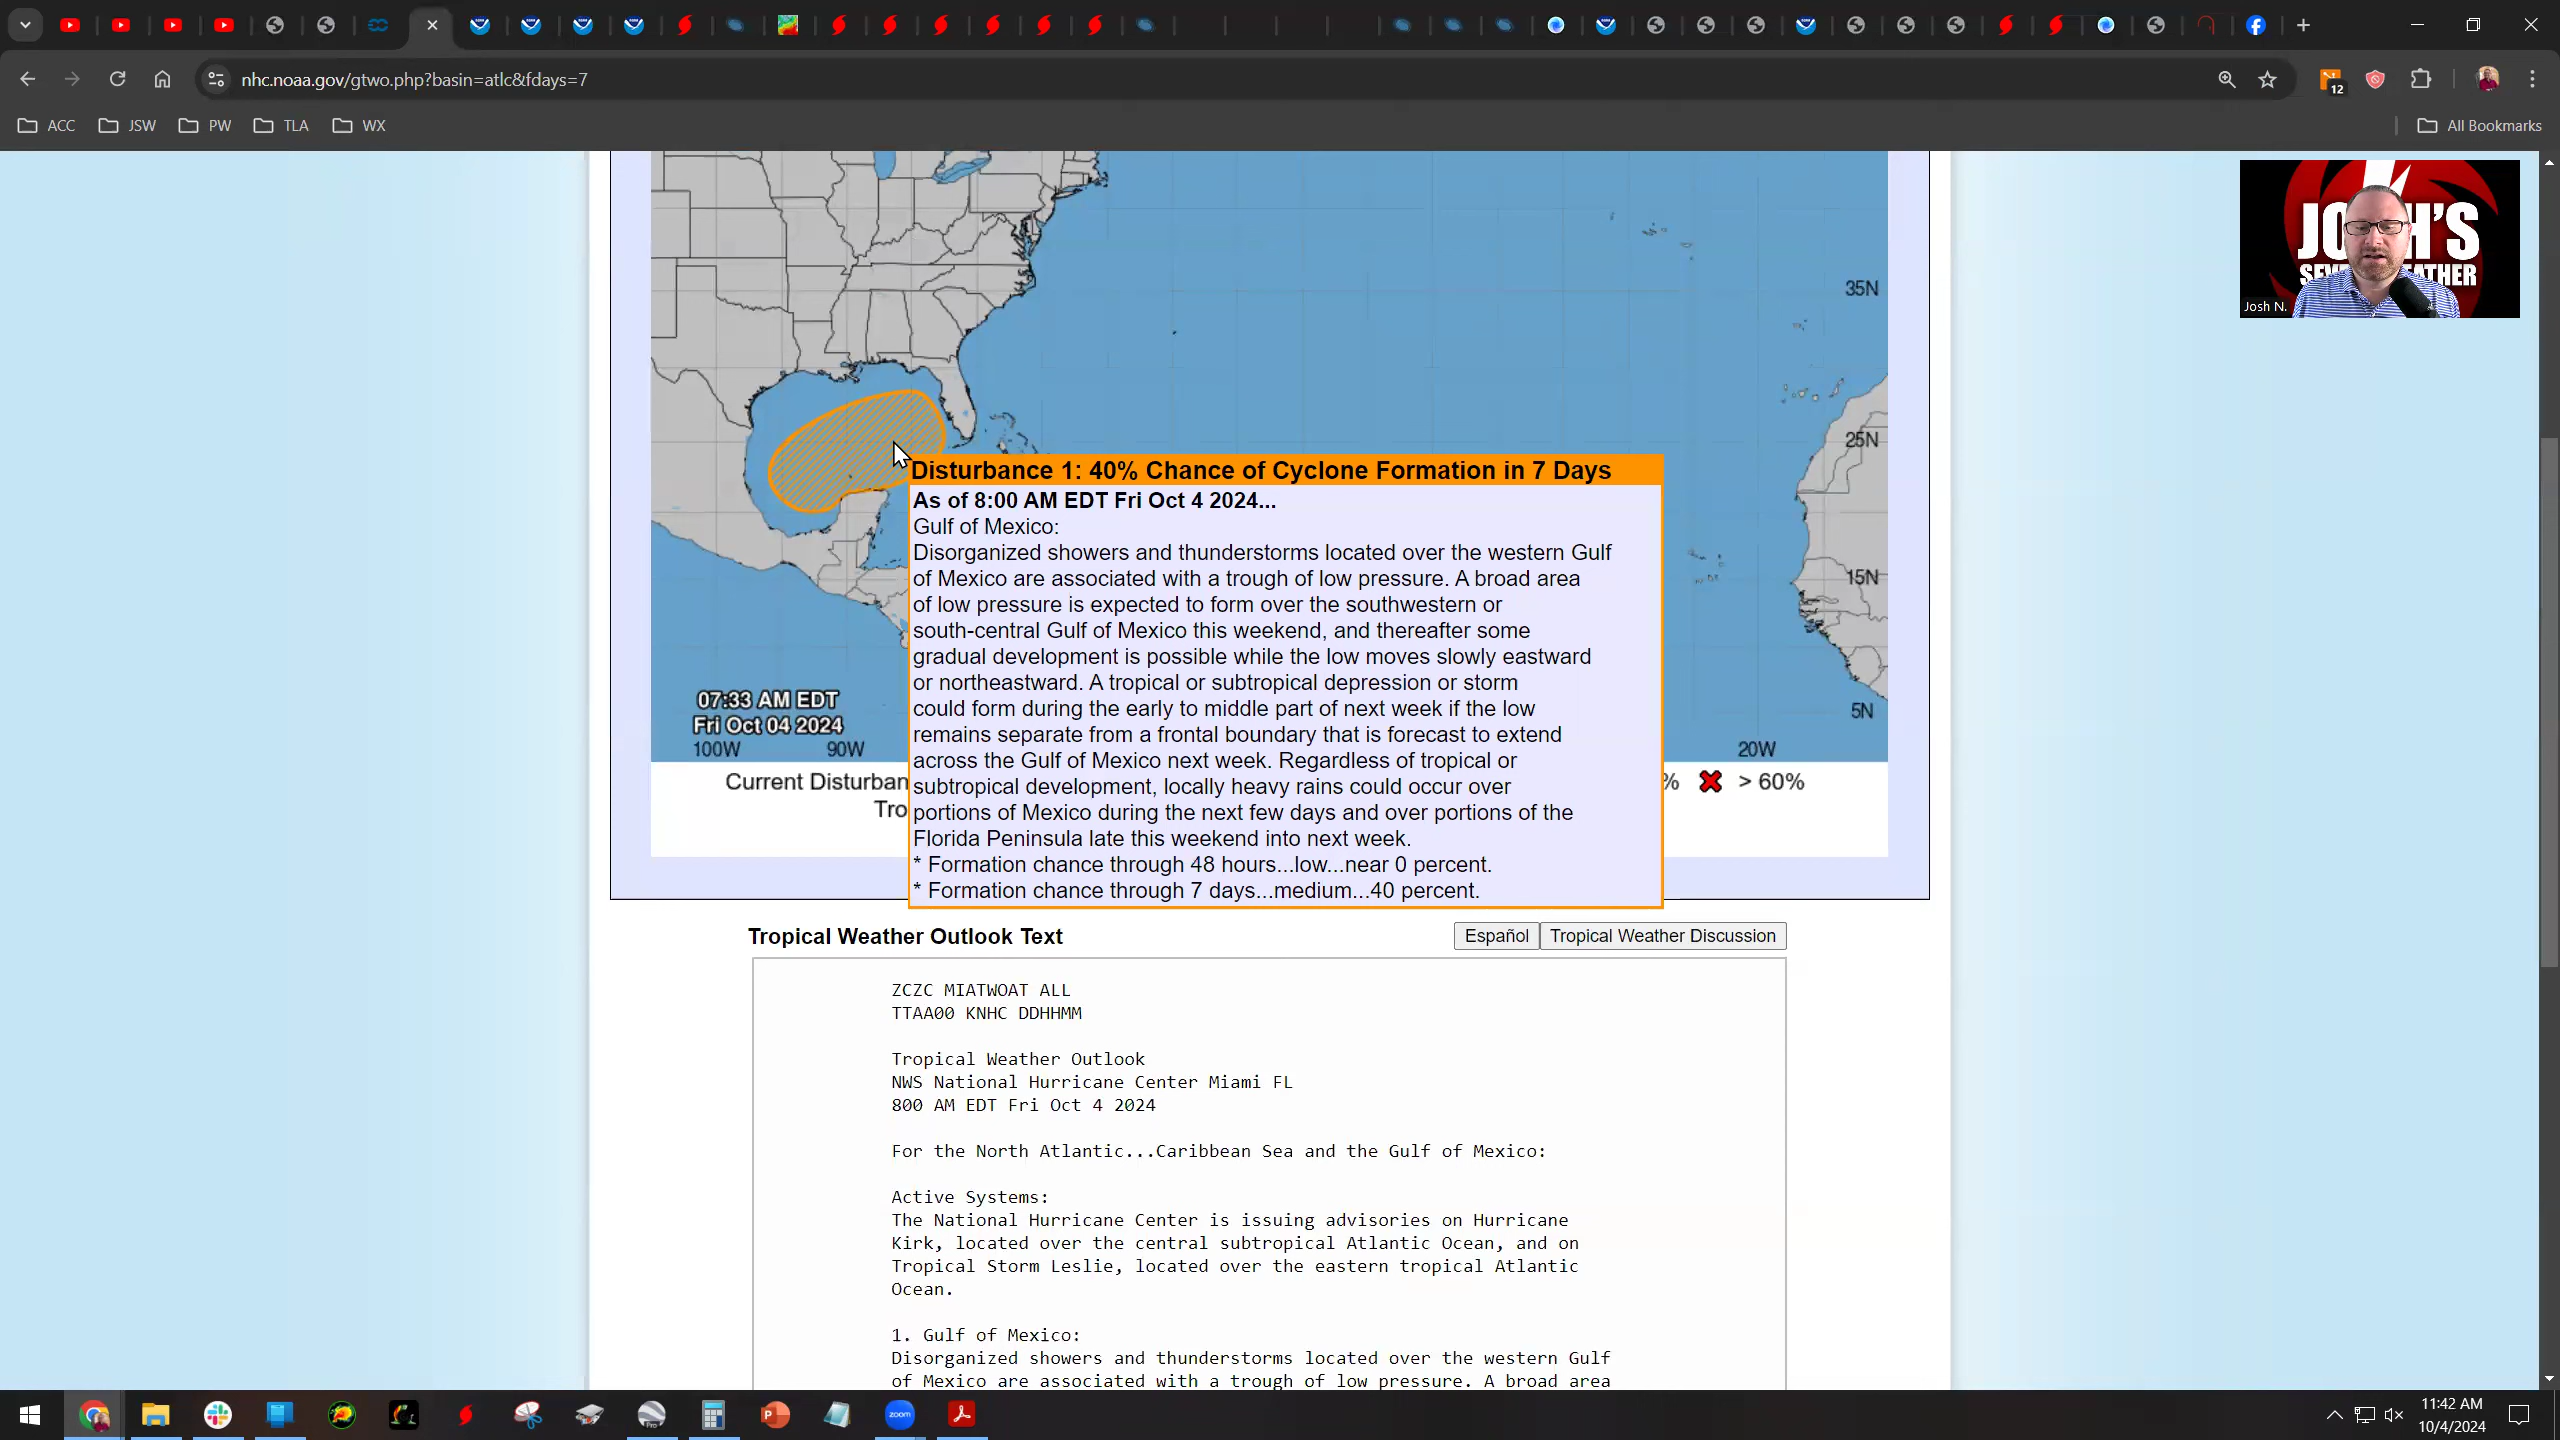 nhc.noaa.gov/gtwo.php?basin=atlc&fdays=7
12
ACC
JSW
PW
TLA
WX
All Bookmarks
Josh N.
35N
25N
15N
5N
20W
07:33 AM EDT
Fri Oct 04 2024
100W
90W
Disturbance 1: 40% Chance of Cyclone Formation in 7 Days
As of 8:00 AM EDT Fri Oct 4 2024...
Gulf of Mexico:
Disorganized showers and thunderstorms located over the western Gulf
of Mexico are associated with a trough of low pressure. A broad area
of low pressure is expected to form over the southwestern or
south-central Gulf of Mexico this weekend, and thereafter some
gradual development is possible while the low moves slowly eastward
or northeastward. A tropical or subtropical depression or storm
could form during the early to middle part of next week if the low
remains separate from a frontal boundary that is forecast to extend
across the Gulf of Mexico next week. Regardless of tropical or
subtropical development, locally heavy rains could occur over
portions of Mexico during the next few days and over portions of the
Florida Peninsula late this weekend into next week.
* Formation chance through 48 hours...low...near 0 percent.
* Formation chance through 7 days...medium...40 percent.
Current Disturban
Tro
% > 60%
Tropical Weather Outlook Text
Español
Tropical Weather Discussion
ZCZC MIATWOAT ALL
TTAA00 KNHC DDHHMM
Tropical Weather Outlook
NWS National Hurricane Center Miami FL
800 AM EDT Fri Oct 4 2024
For the North Atlantic...Caribbean Sea and the Gulf of Mexico:
Active Systems:
The National Hurricane Center is issuing advisories on Hurricane
Kirk, located over the central subtropical Atlantic Ocean, and on
Tropical Storm Leslie, located over the eastern tropical Atlantic
Ocean.
1. Gulf of Mexico:
Disorganized showers and thunderstorms located over the western Gulf
of Mexico are associated with a trough of low pressure. A broad area
zoom
11:42 AM
10/4/2024